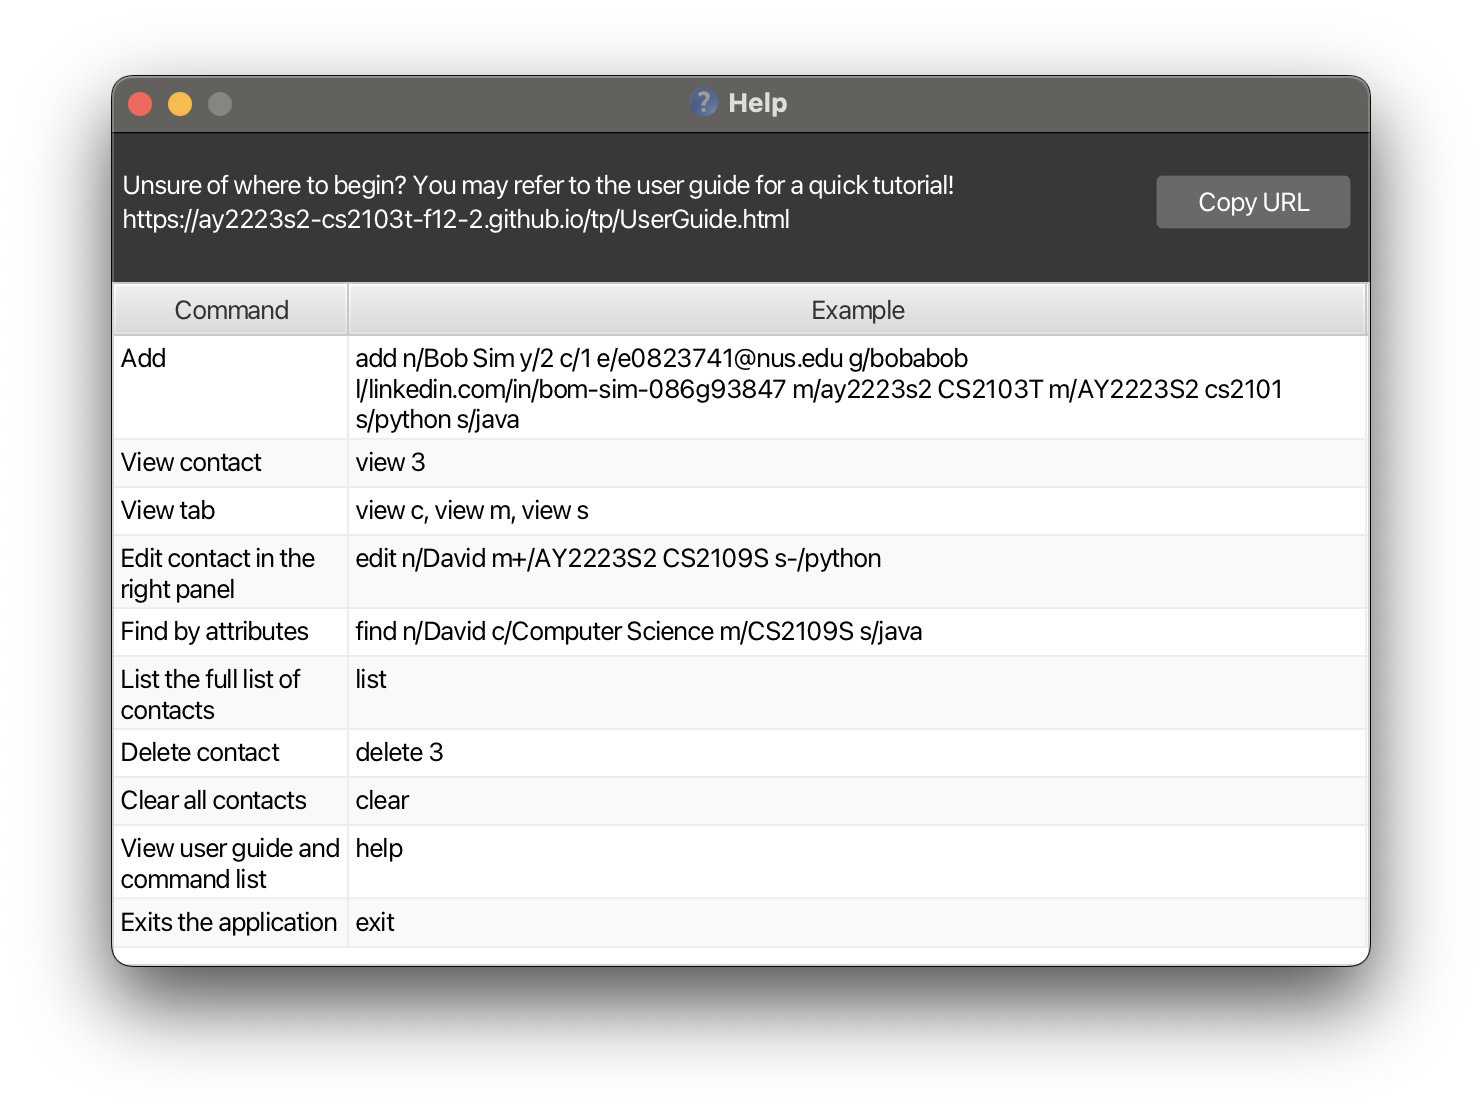 Help
Unsure of where to begin? You may refer to the user guide for a quick tutorial!
https://ay2223s2-cs2103t-f12-2.github.io/tp/UserGuide.html
Copy URL
Command Example
Add add n/Bob Sim y/2 c/1 e/e0823741@nus.edu g/bobabob
l/linkedin.com/in/bom-sim-086g93847 m/ay2223s2 CS2103T m/AY2223S2 cs2101
s/python s/java
View contact view 3
View tab view c, view m, view s
Edit contact in the edit n/David m+/AY2223S2 CS2109S s-/python
right panel
Find by attributes find n/David c/Computer Science m/CS2109S s/java
List the full list of list
contacts
Delete contact delete 3
Clear all contacts clear
View user guide and help
command list
Exits the application exit